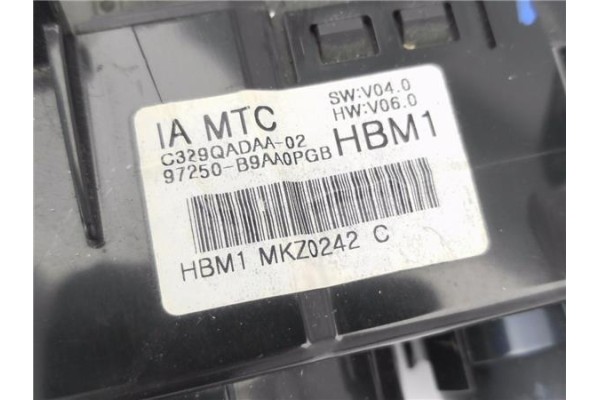 IA MTC
SW:V04.0
HW:V06.0
C329QADAA-02
97250-B9AA0PGB
HBM1
HBM1 MKZ0242 C